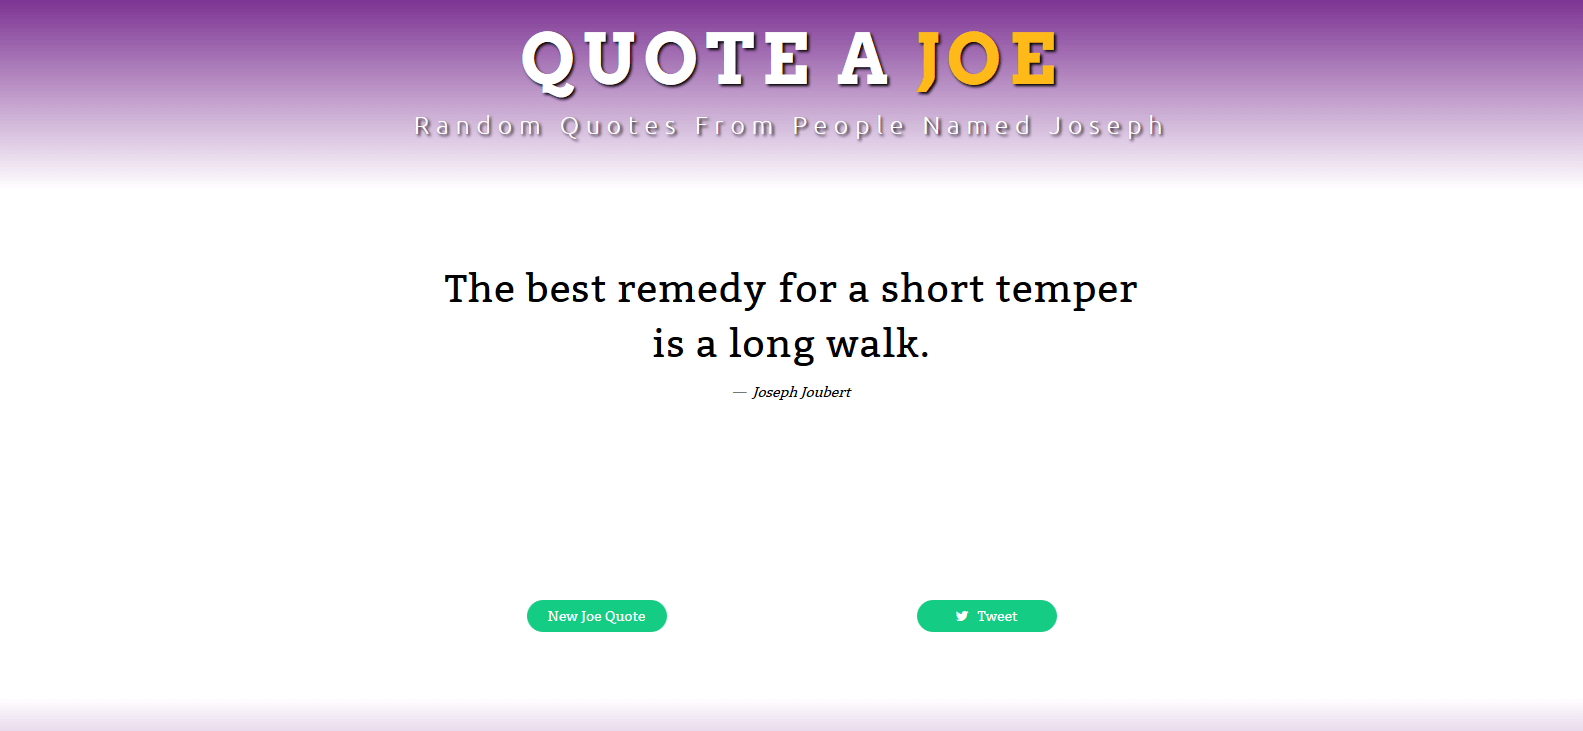 QUOTE A JOE
Random Quotes From People Named Joseph
The best remedy for a short temper
is a long walk.
— Joseph Joubert
New Joe Quote
Tweet